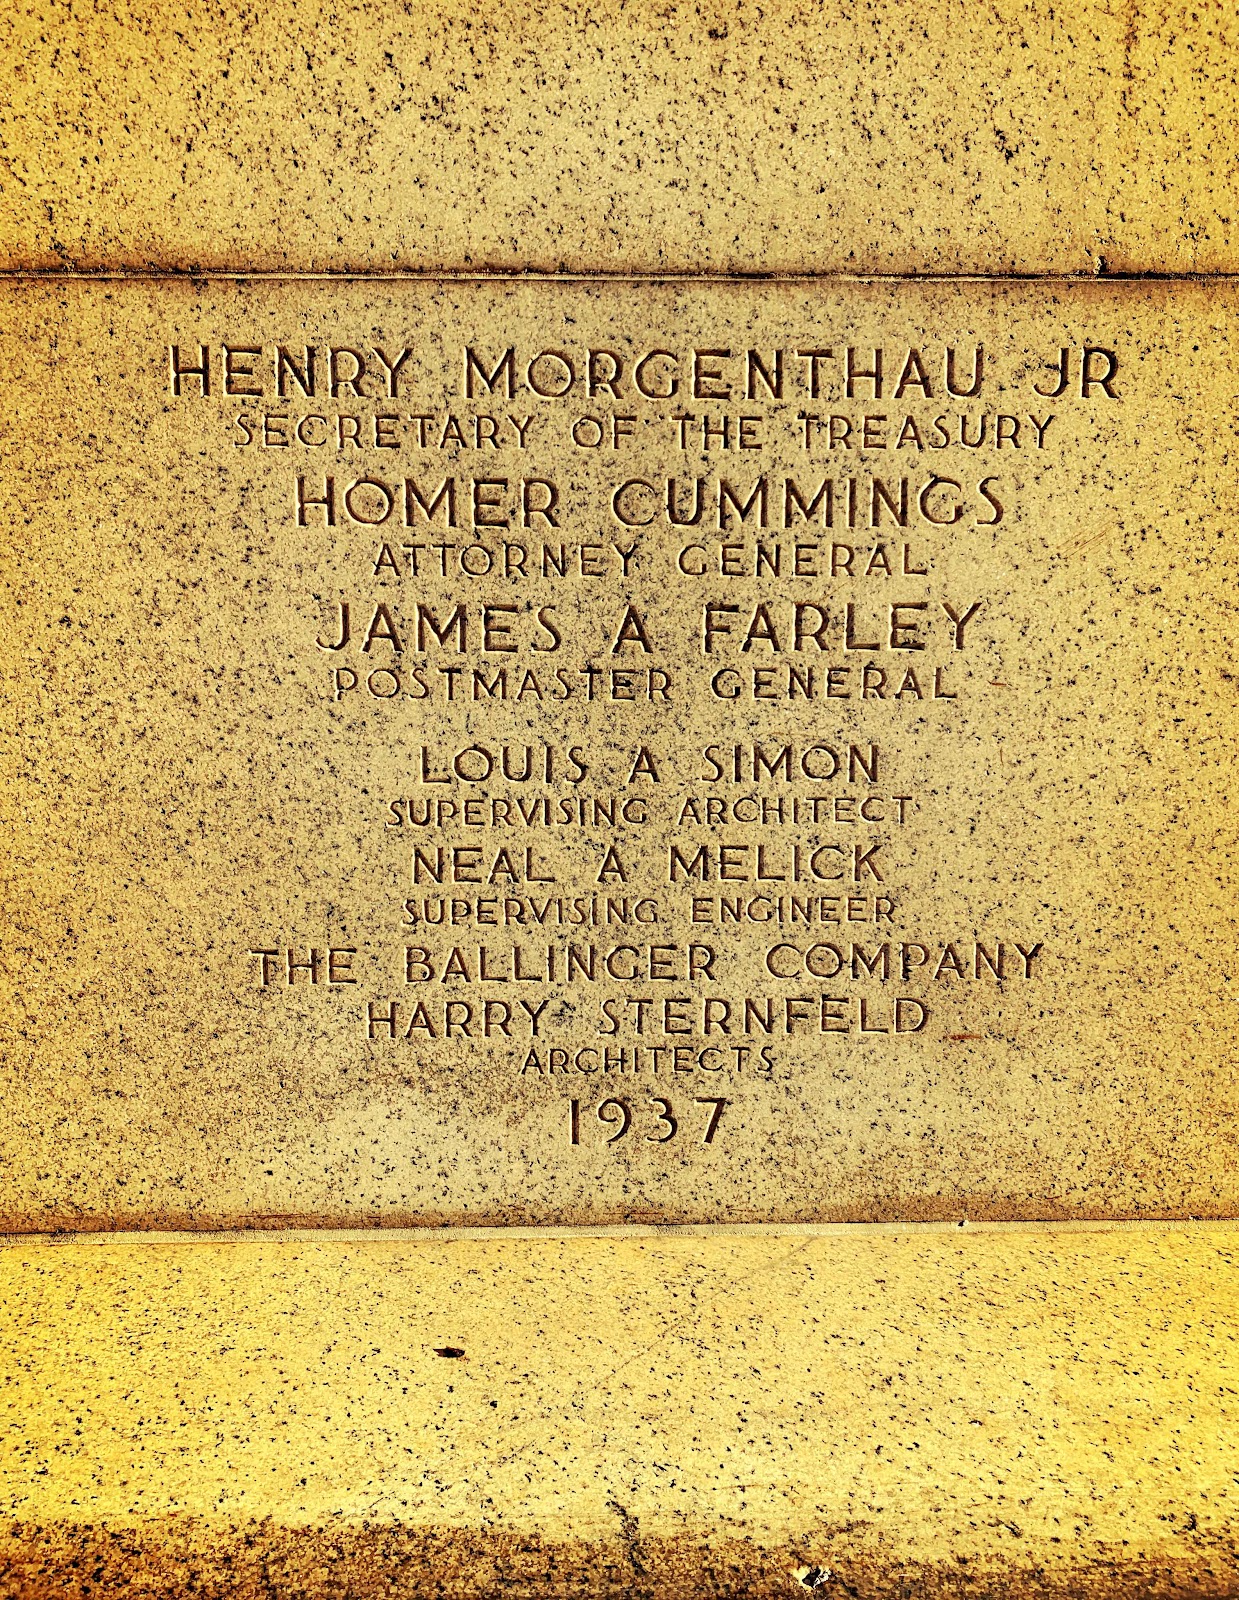 HENRY MORGENTHAU JR
SECRETARY OF THE TREASURY
HOMER CUMMINGS
ATTORNEY GENERAL
JAMES A FARLEY
POSTMASTER GENERAL
LOUIS A SIMON
SUPERVISING ARCHITECT
NEAL A MELICK
SUPERVISING ENGINEER
THE BALLINGER COMPANY
HARRY STERNFELD
ARCHITECTS
1937